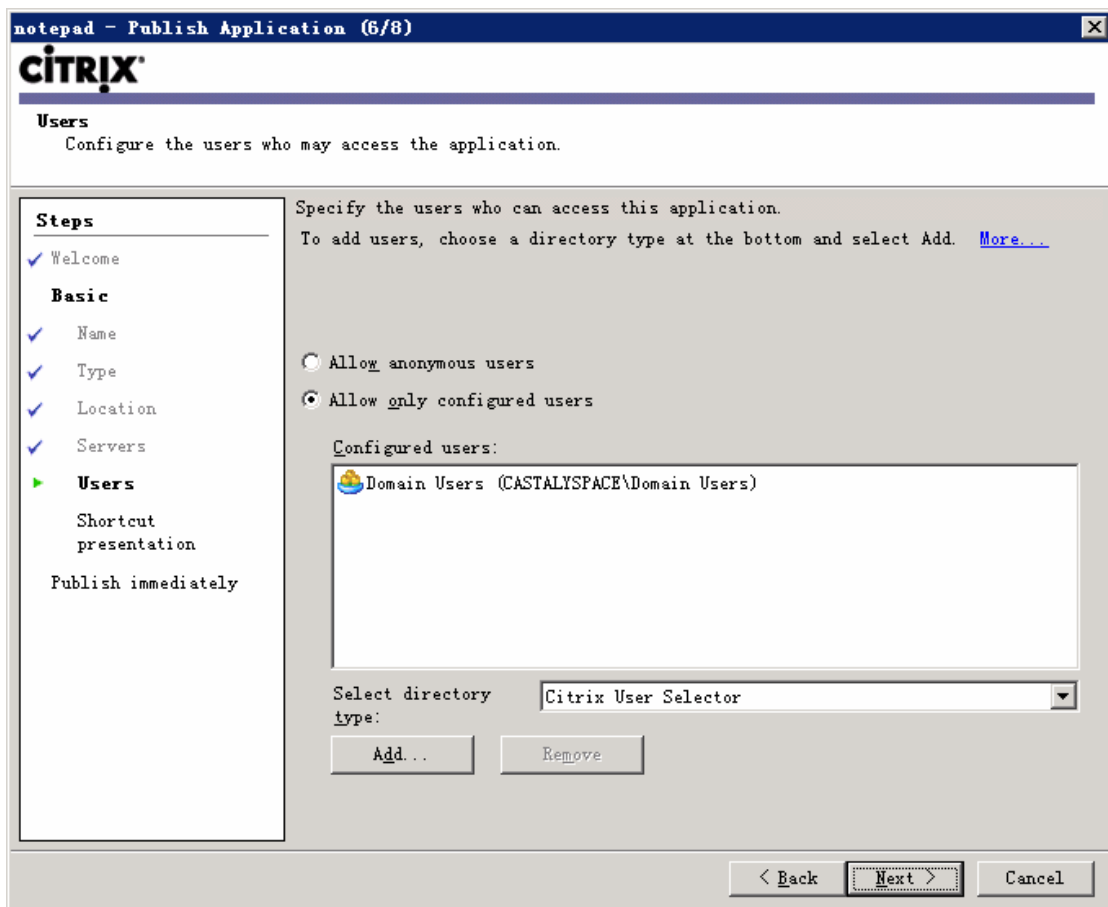 notepad - Publish Application (6/8)
CİTRIX®
Users
Configure the users who may access the application.
Steps
Welcome
Basic
Name
Type
Location
Servers
Users
Shortcut
presentation
Publish immediately
Specify the users who can access this application.
To add users, choose a directory type at the bottom and select Add. More...
Allow anonymous users
Allow only configured users
Configured users:
Domain Users (CASTALYSPACE\Domain Users)
Select directory
type:
Citrix User Selector
Add...
Remove
< Back
Next >
Cancel